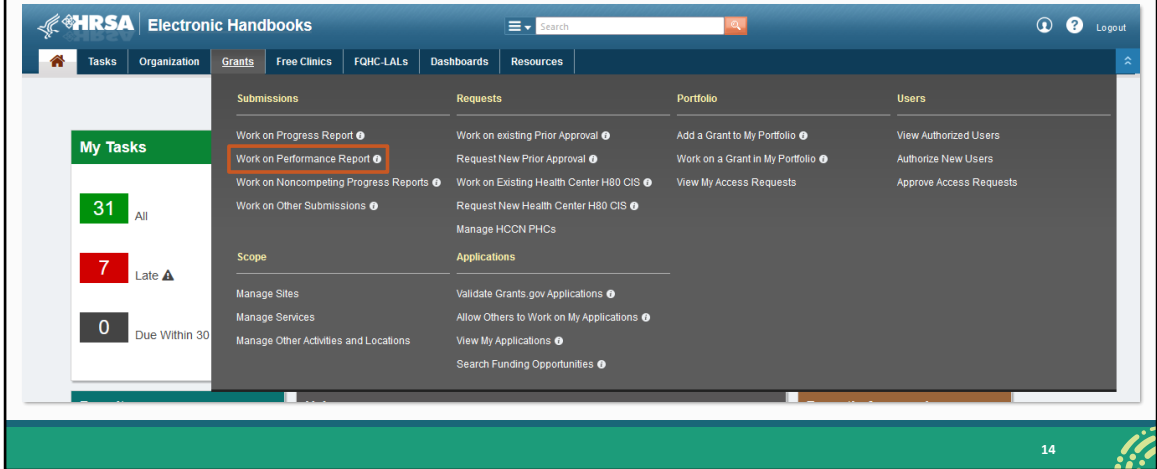 HRSA Electronic Handbooks
Search
Logout
Tasks Organization Grants Free Clinics FQHC-LALs Dashboards Resources
Submissions Requests Portfolio Users
Work on Progress Report Work on existing Prior Approval Add a Grant to My Portfolio View Authorized Users
My Tasks
Work on Performance Report Request New Prior Approval Work on a Grant in My Portfolio Authorize New Users
Work on Noncompeting Progress Reports Work on Existing Health Center H80 CIS View My Access Requests Approve Access Requests
31 All
Work on Other Submissions Request New Health Center H80 CIS
Manage HCCN PHCs
Scope Applications
7 Late
Manage Sites Validate Grants.gov Applications
Manage Services Allow Others to Work on My Applications
0 Due Within 30
Manage Other Activities and Locations View My Applications
Search Funding Opportunities
14